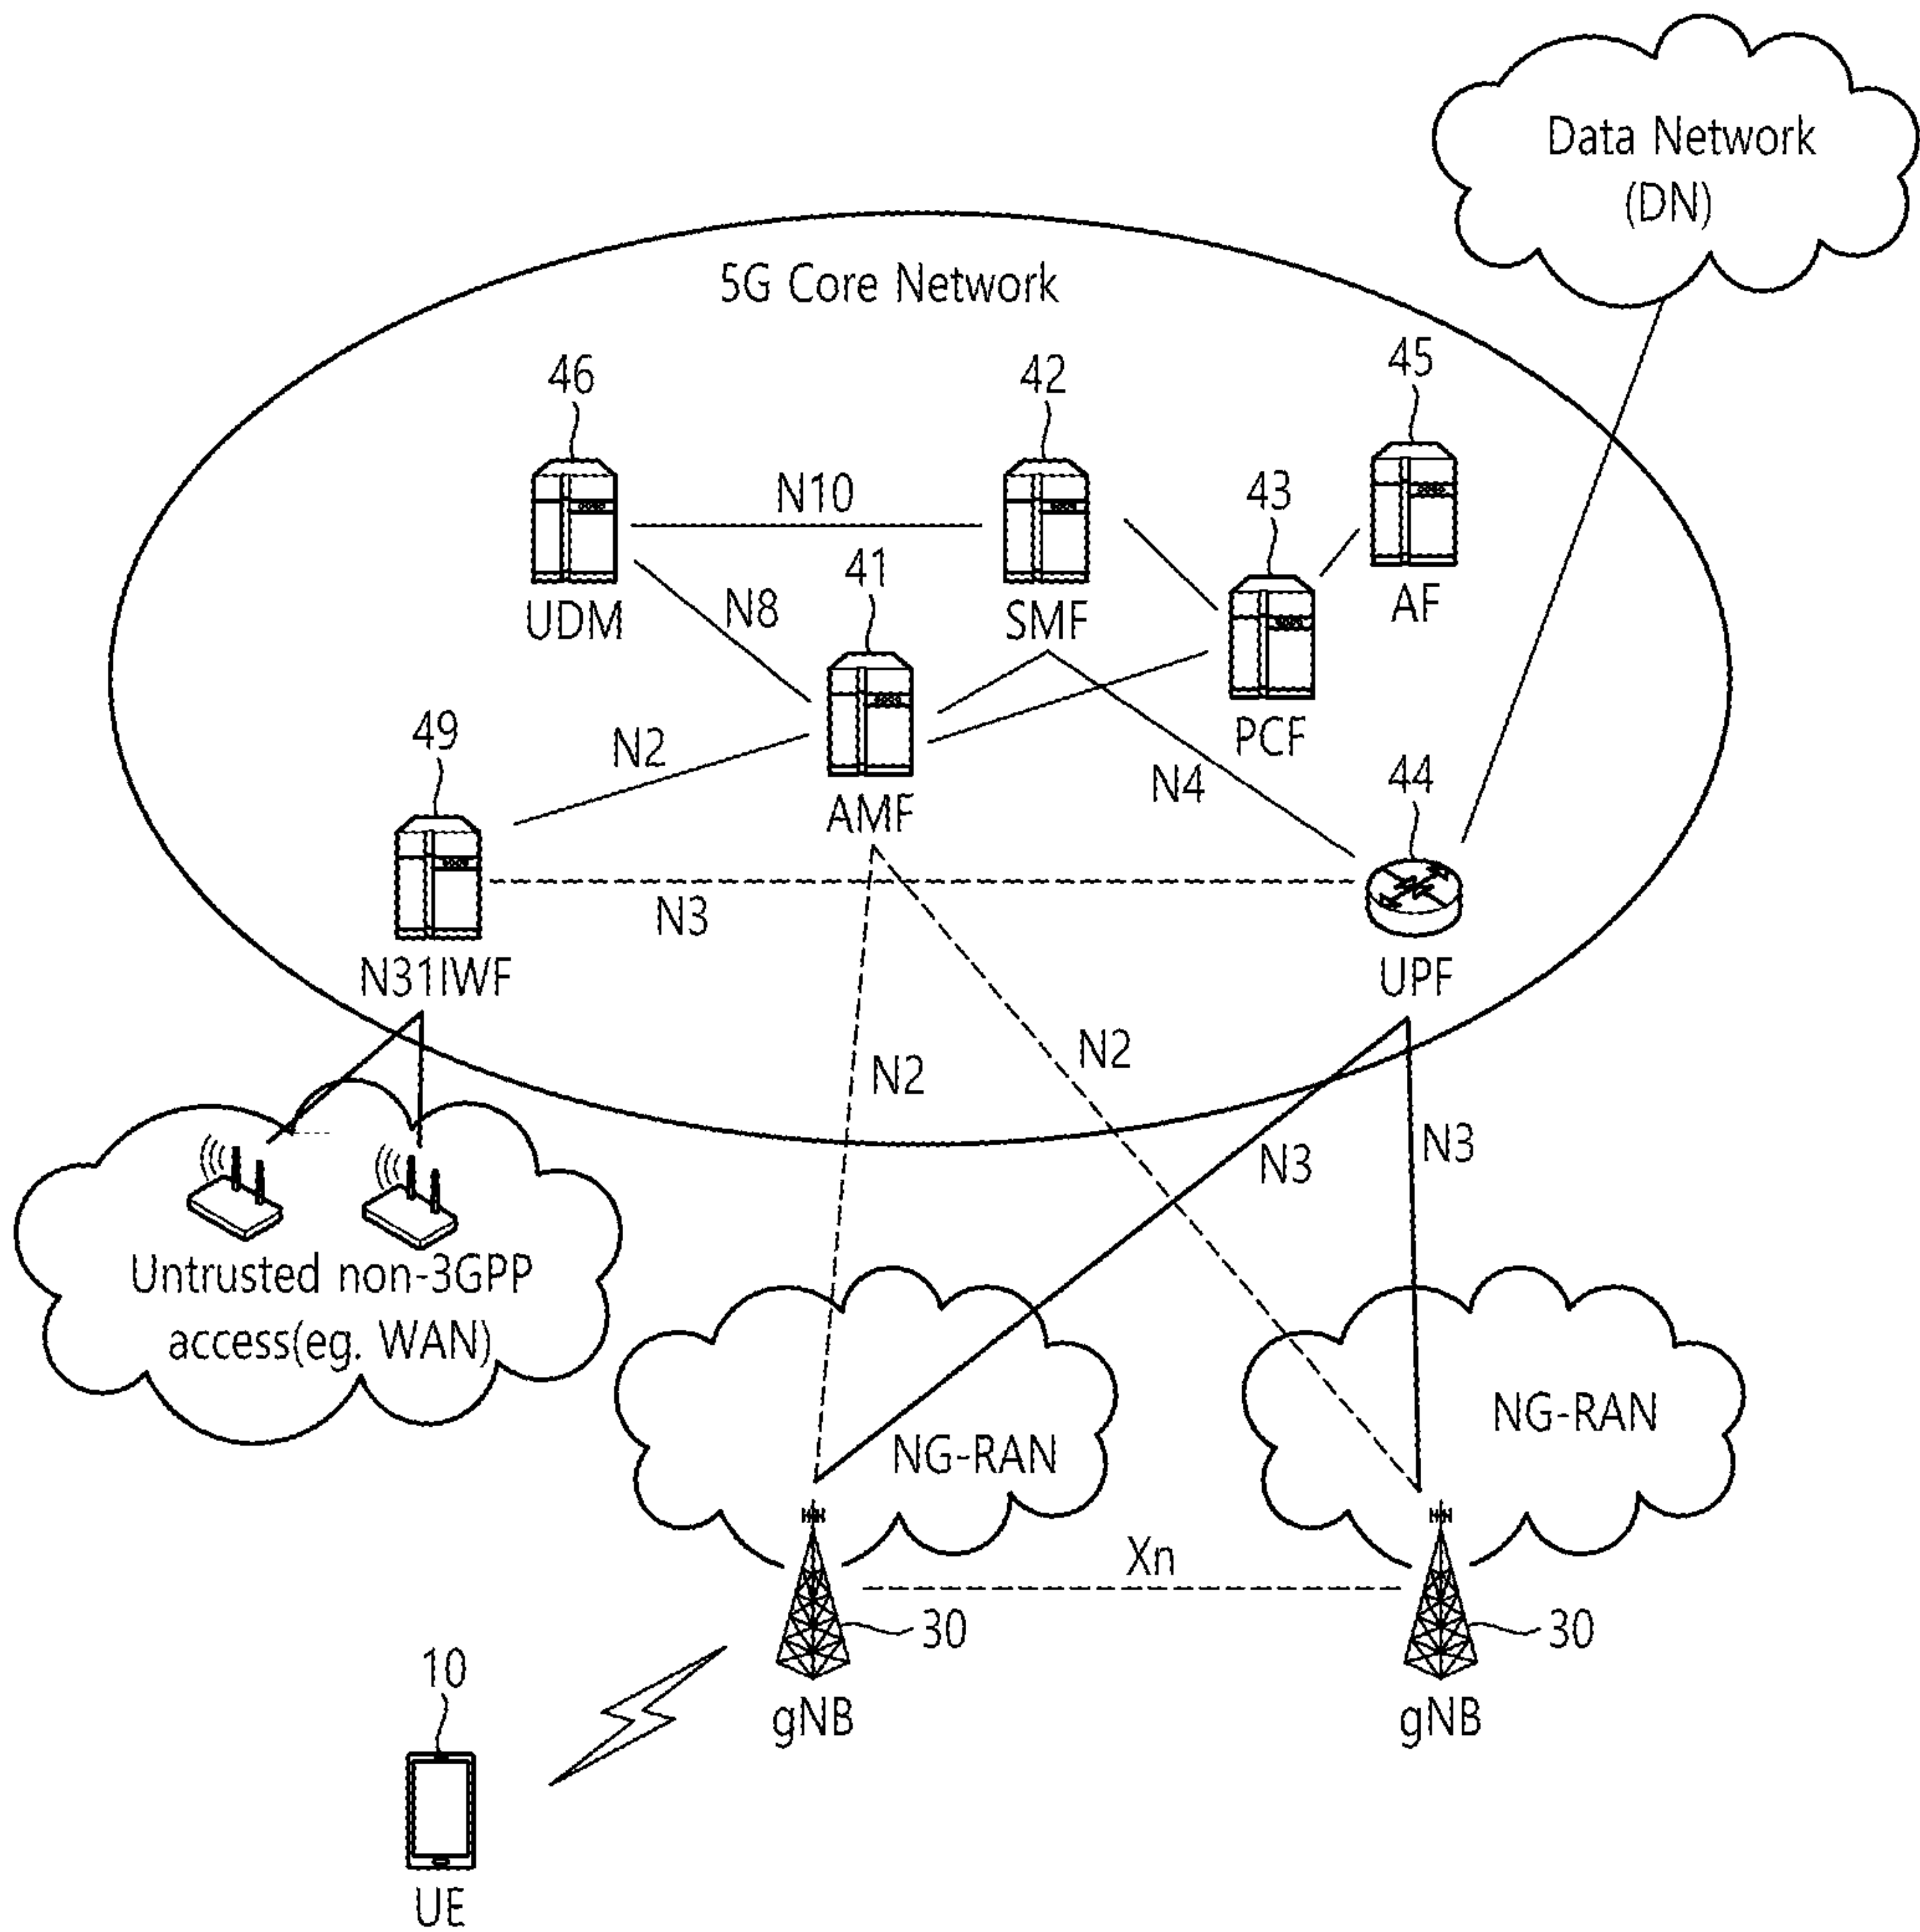 Data Network
(DN)
5G Core Network
46
42
45
43
N10
41
UDM
N8
SMF
AF
49
N2
PCF
N4
44
AMF
N3
N31IWF
UPF
N2
N2
N3
N3
Untrusted non-3GPP
access(eg. WAN)
NG-RAN
NG-RAN
Xn
30
30
10
gNB
gNB
UE